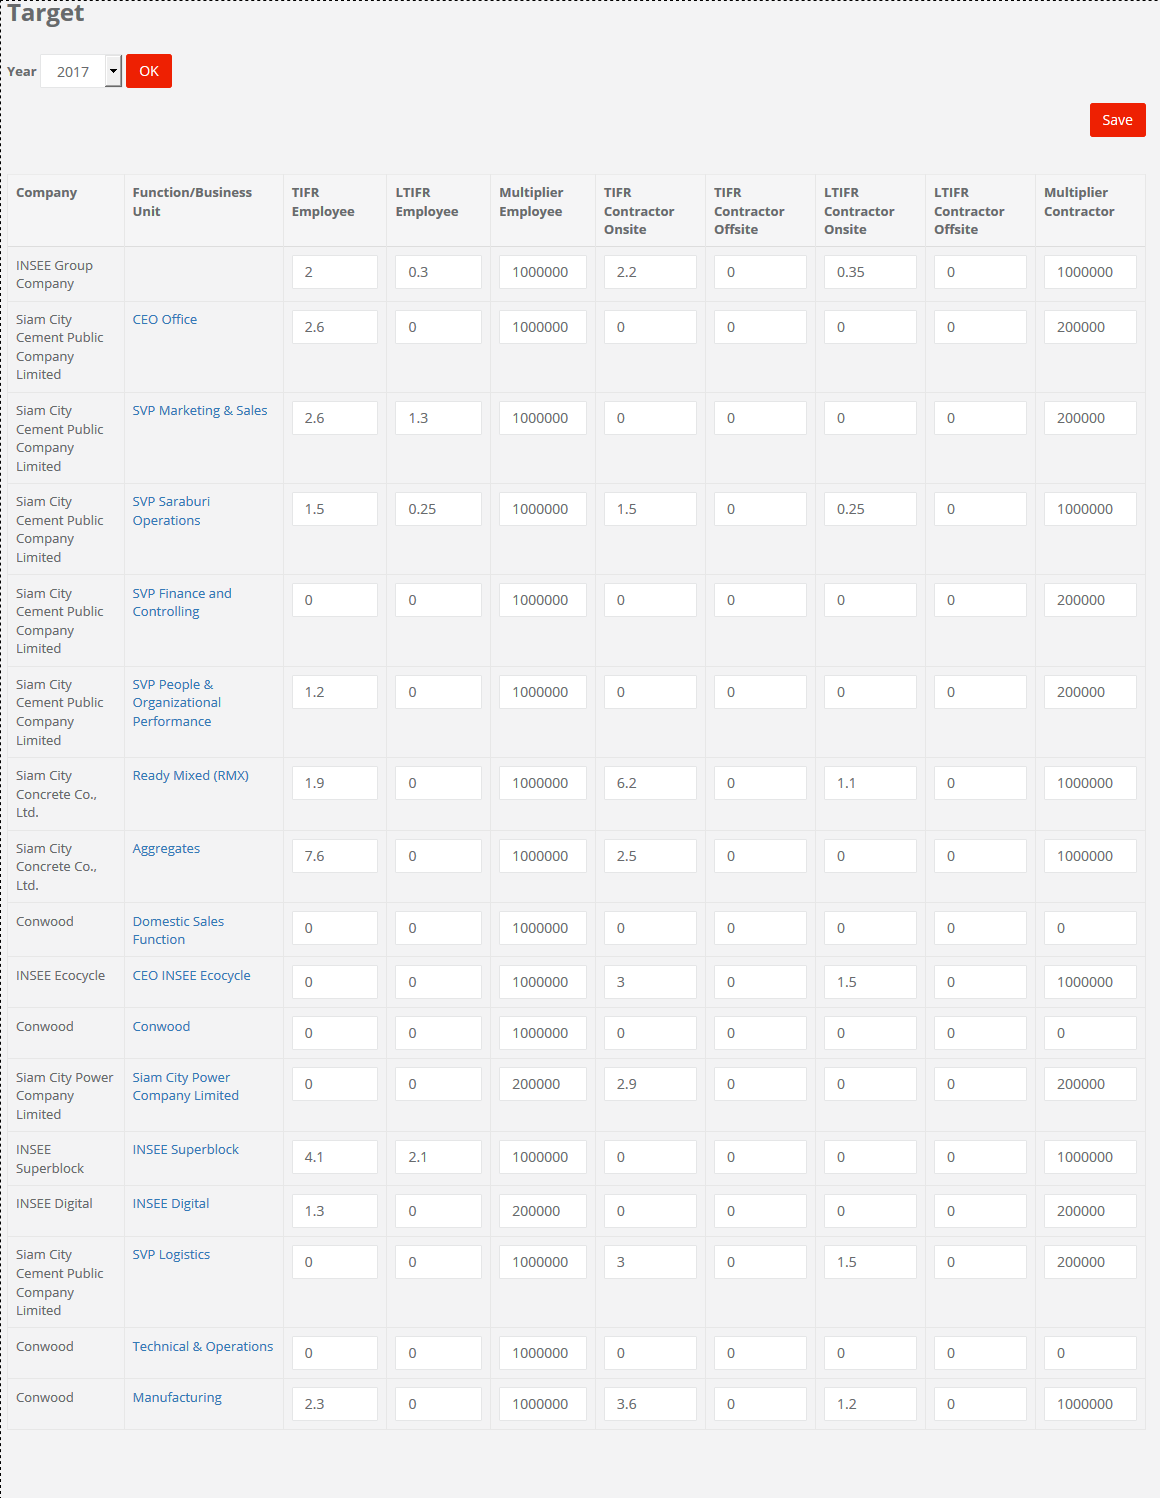 Target
Year 2017 OK
Save
Company Function/Business Unit TIFR Employee LTIFR Employee Multiplier Employee TIFR Contractor Onsite TIFR Contractor Offsite LTIFR Contractor Onsite LTIFR Contractor Offsite Multiplier Contractor
INSEE Group Company 2 0.3 1000000 2.2 0 0.35 0 1000000
Siam City Cement Public Company Limited CEO Office 2.6 0 1000000 0 0 0 0 200000
Siam City Cement Public Company Limited SVP Marketing & Sales 2.6 1.3 1000000 0 0 0 0 200000
Siam City Cement Public Company Limited SVP Saraburi Operations 1.5 0.25 1000000 1.5 0 0.25 0 1000000
Siam City Cement Public Company Limited SVP Finance and Controlling 0 0 1000000 0 0 0 0 200000
Siam City Cement Public Company Limited SVP People & Organizational Performance 1.2 0 1000000 0 0 0 0 200000
Siam City Concrete Co., Ltd. Ready Mixed (RMX) 1.9 0 1000000 6.2 0 1.1 0 1000000
Siam City Concrete Co., Ltd. Aggregates 7.6 0 1000000 2.5 0 0 0 1000000
Conwood Domestic Sales Function 0 0 1000000 0 0 0 0 0
INSEE Ecocycle CEO INSEE Ecocycle 0 0 1000000 3 0 1.5 0 1000000
Conwood Conwood 0 0 1000000 0 0 0 0 0
Siam City Power Company Limited Siam City Power Company Limited 0 0 200000 2.9 0 0 0 200000
INSEE Superblock INSEE Superblock 4.1 2.1 1000000 0 0 0 0 1000000
INSEE Digital INSEE Digital 1.3 0 200000 0 0 0 0 200000
Siam City Cement Public Company Limited SVP Logistics 0 0 1000000 3 0 1.5 0 200000
Conwood Technical & Operations 0 0 1000000 0 0 0 0 0
Conwood Manufacturing 2.3 0 1000000 3.6 0 1.2 0 1000000